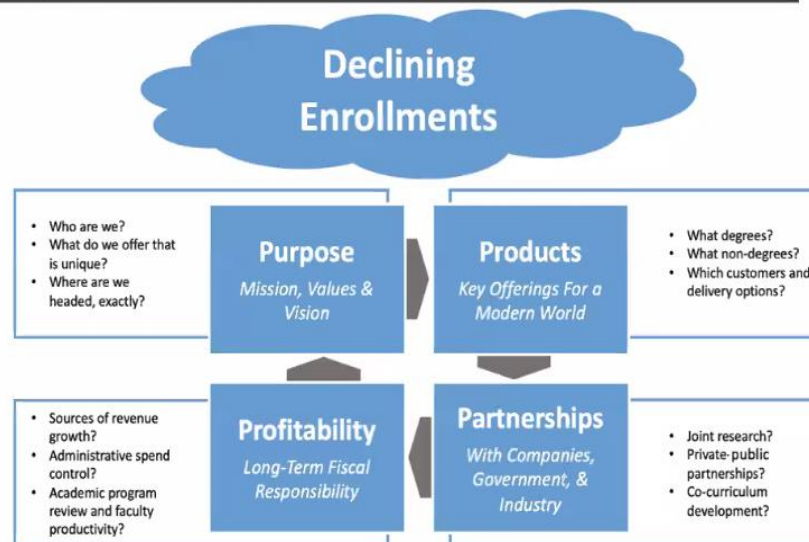 Declining
Enrollments
• Who are we?
• What do we offer that
is unique?
• Where are we
headed, exactly?
Purpose
Mission, Values &
Vision
Products
Key Offerings For a
Modern World
• What degrees?
• What non-degrees?
• Which customers and
delivery options?
• Sources of revenue
growth?
• Administrative spend
control?
• Academic program
review and faculty
productivity?
Profitability
Long-Term Fiscal
Responsibility
Partnerships
With Companies,
Government, &
Industry
• Joint research?
• Private-public
partnerships?
• Co-curriculum
development?